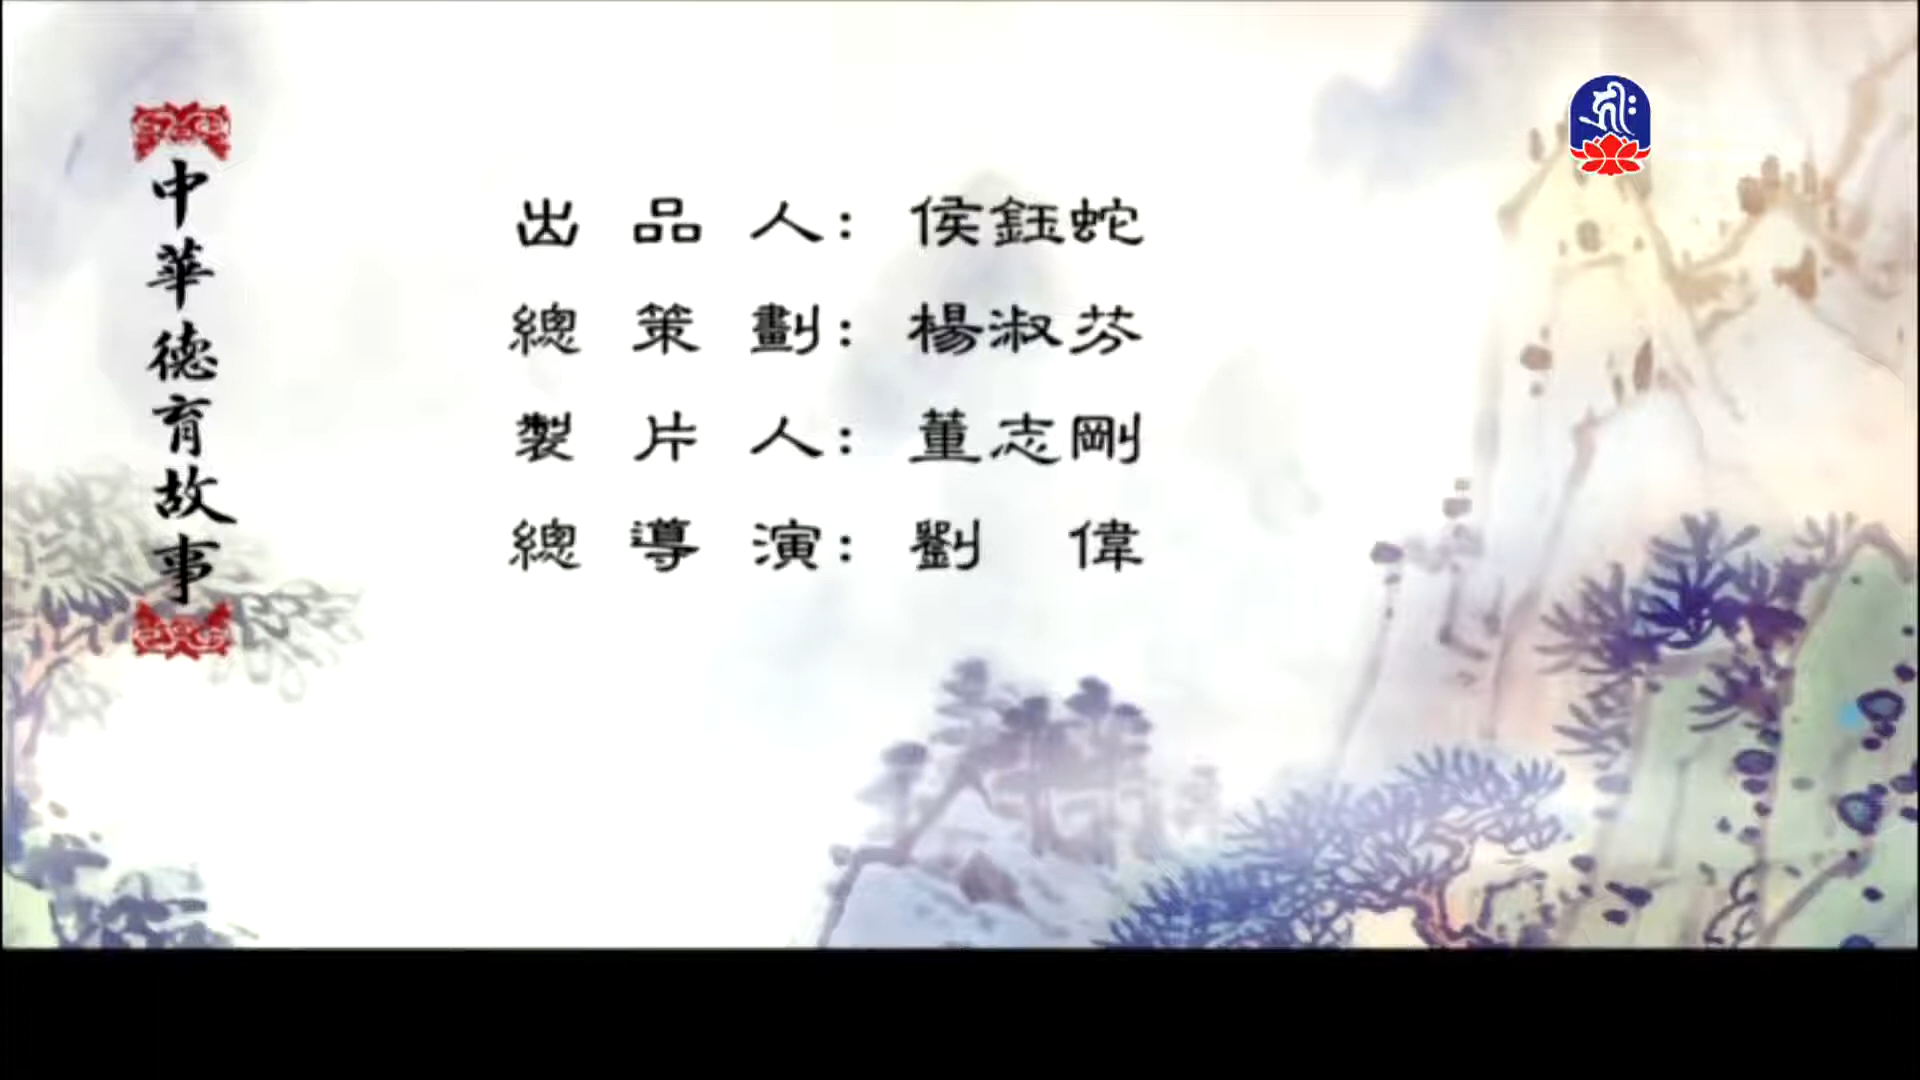 中華德育故事
出品人：侯鈺蛇
總策劃：楊淑芬
製片人：董志剛
總導演：劉 偉